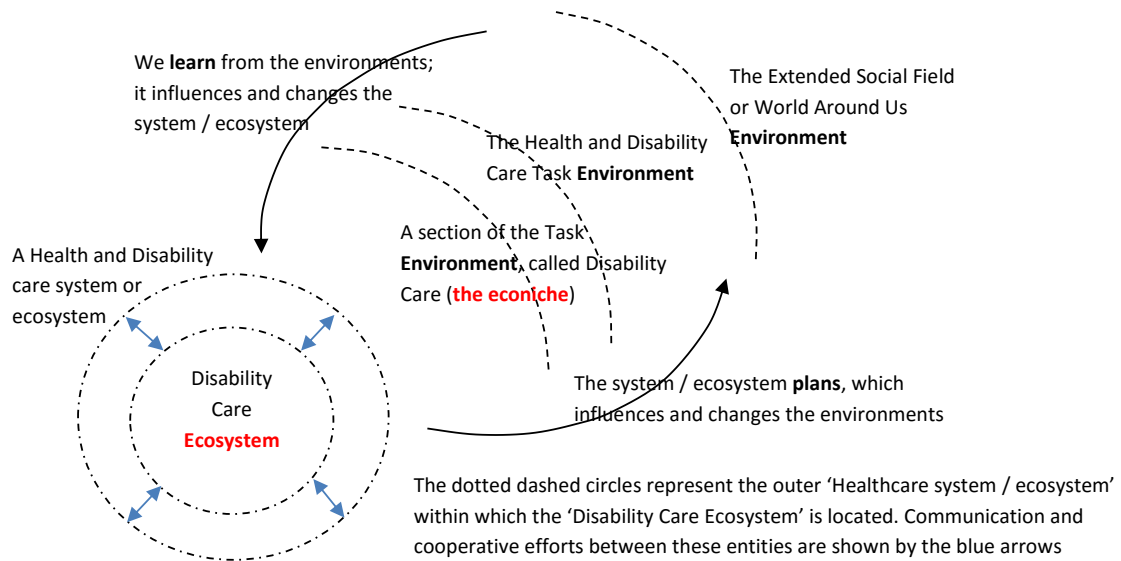 We learn from the environments;
it influences and changes the
system / ecosystem
The Extended Social Field
or World Around Us
Environment
The Health and Disability
Care Task Environment
A section of the Task
Environment, called Disability
Care (the econiche)
A Health and Disability
care system or
ecosystem
Disability
Care
Ecosystem
The system / ecosystem plans, which
influences and changes the environments
The dotted dashed circles represent the outer ‘Healthcare system / ecosystem’
within which the ‘Disability Care Ecosystem’ is located. Communication and
cooperative efforts between these entities are shown by the blue arrows